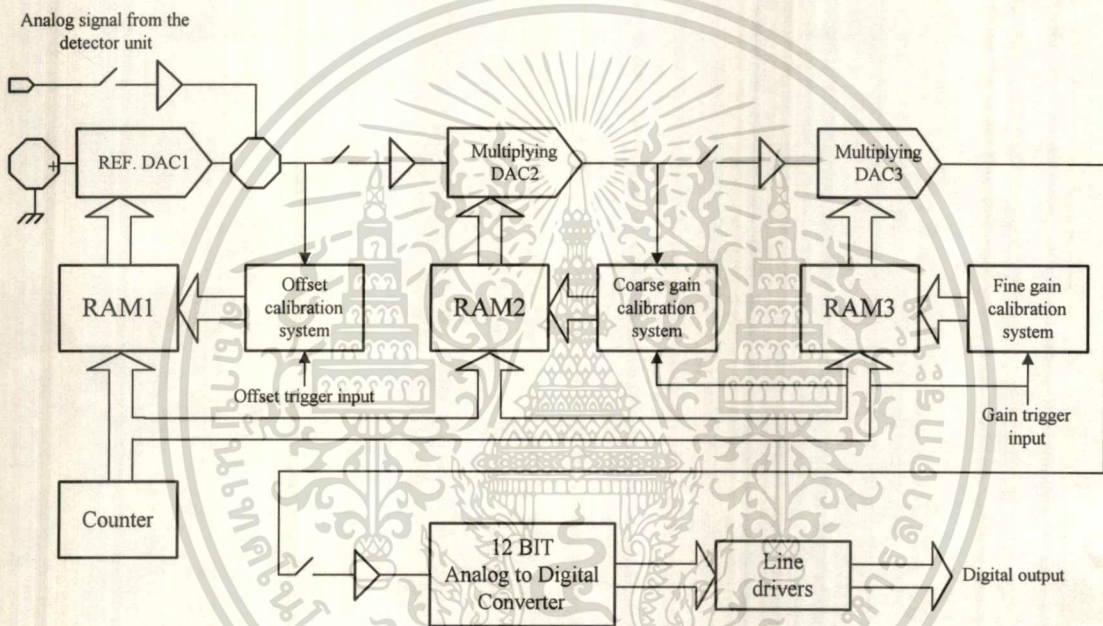 Analog signal from the
detector unit
+
REF. DAC1
Multiplying
DAC2
Multiplying
DAC3
RAM1
Offset
calibration
system
RAM2
Coarse gain
calibration
system
RAM3
Fine gain
calibration
system
Offset trigger input
Gain trigger
input
Counter
12 BIT
Analog to Digital
Converter
Line
drivers
Digital output